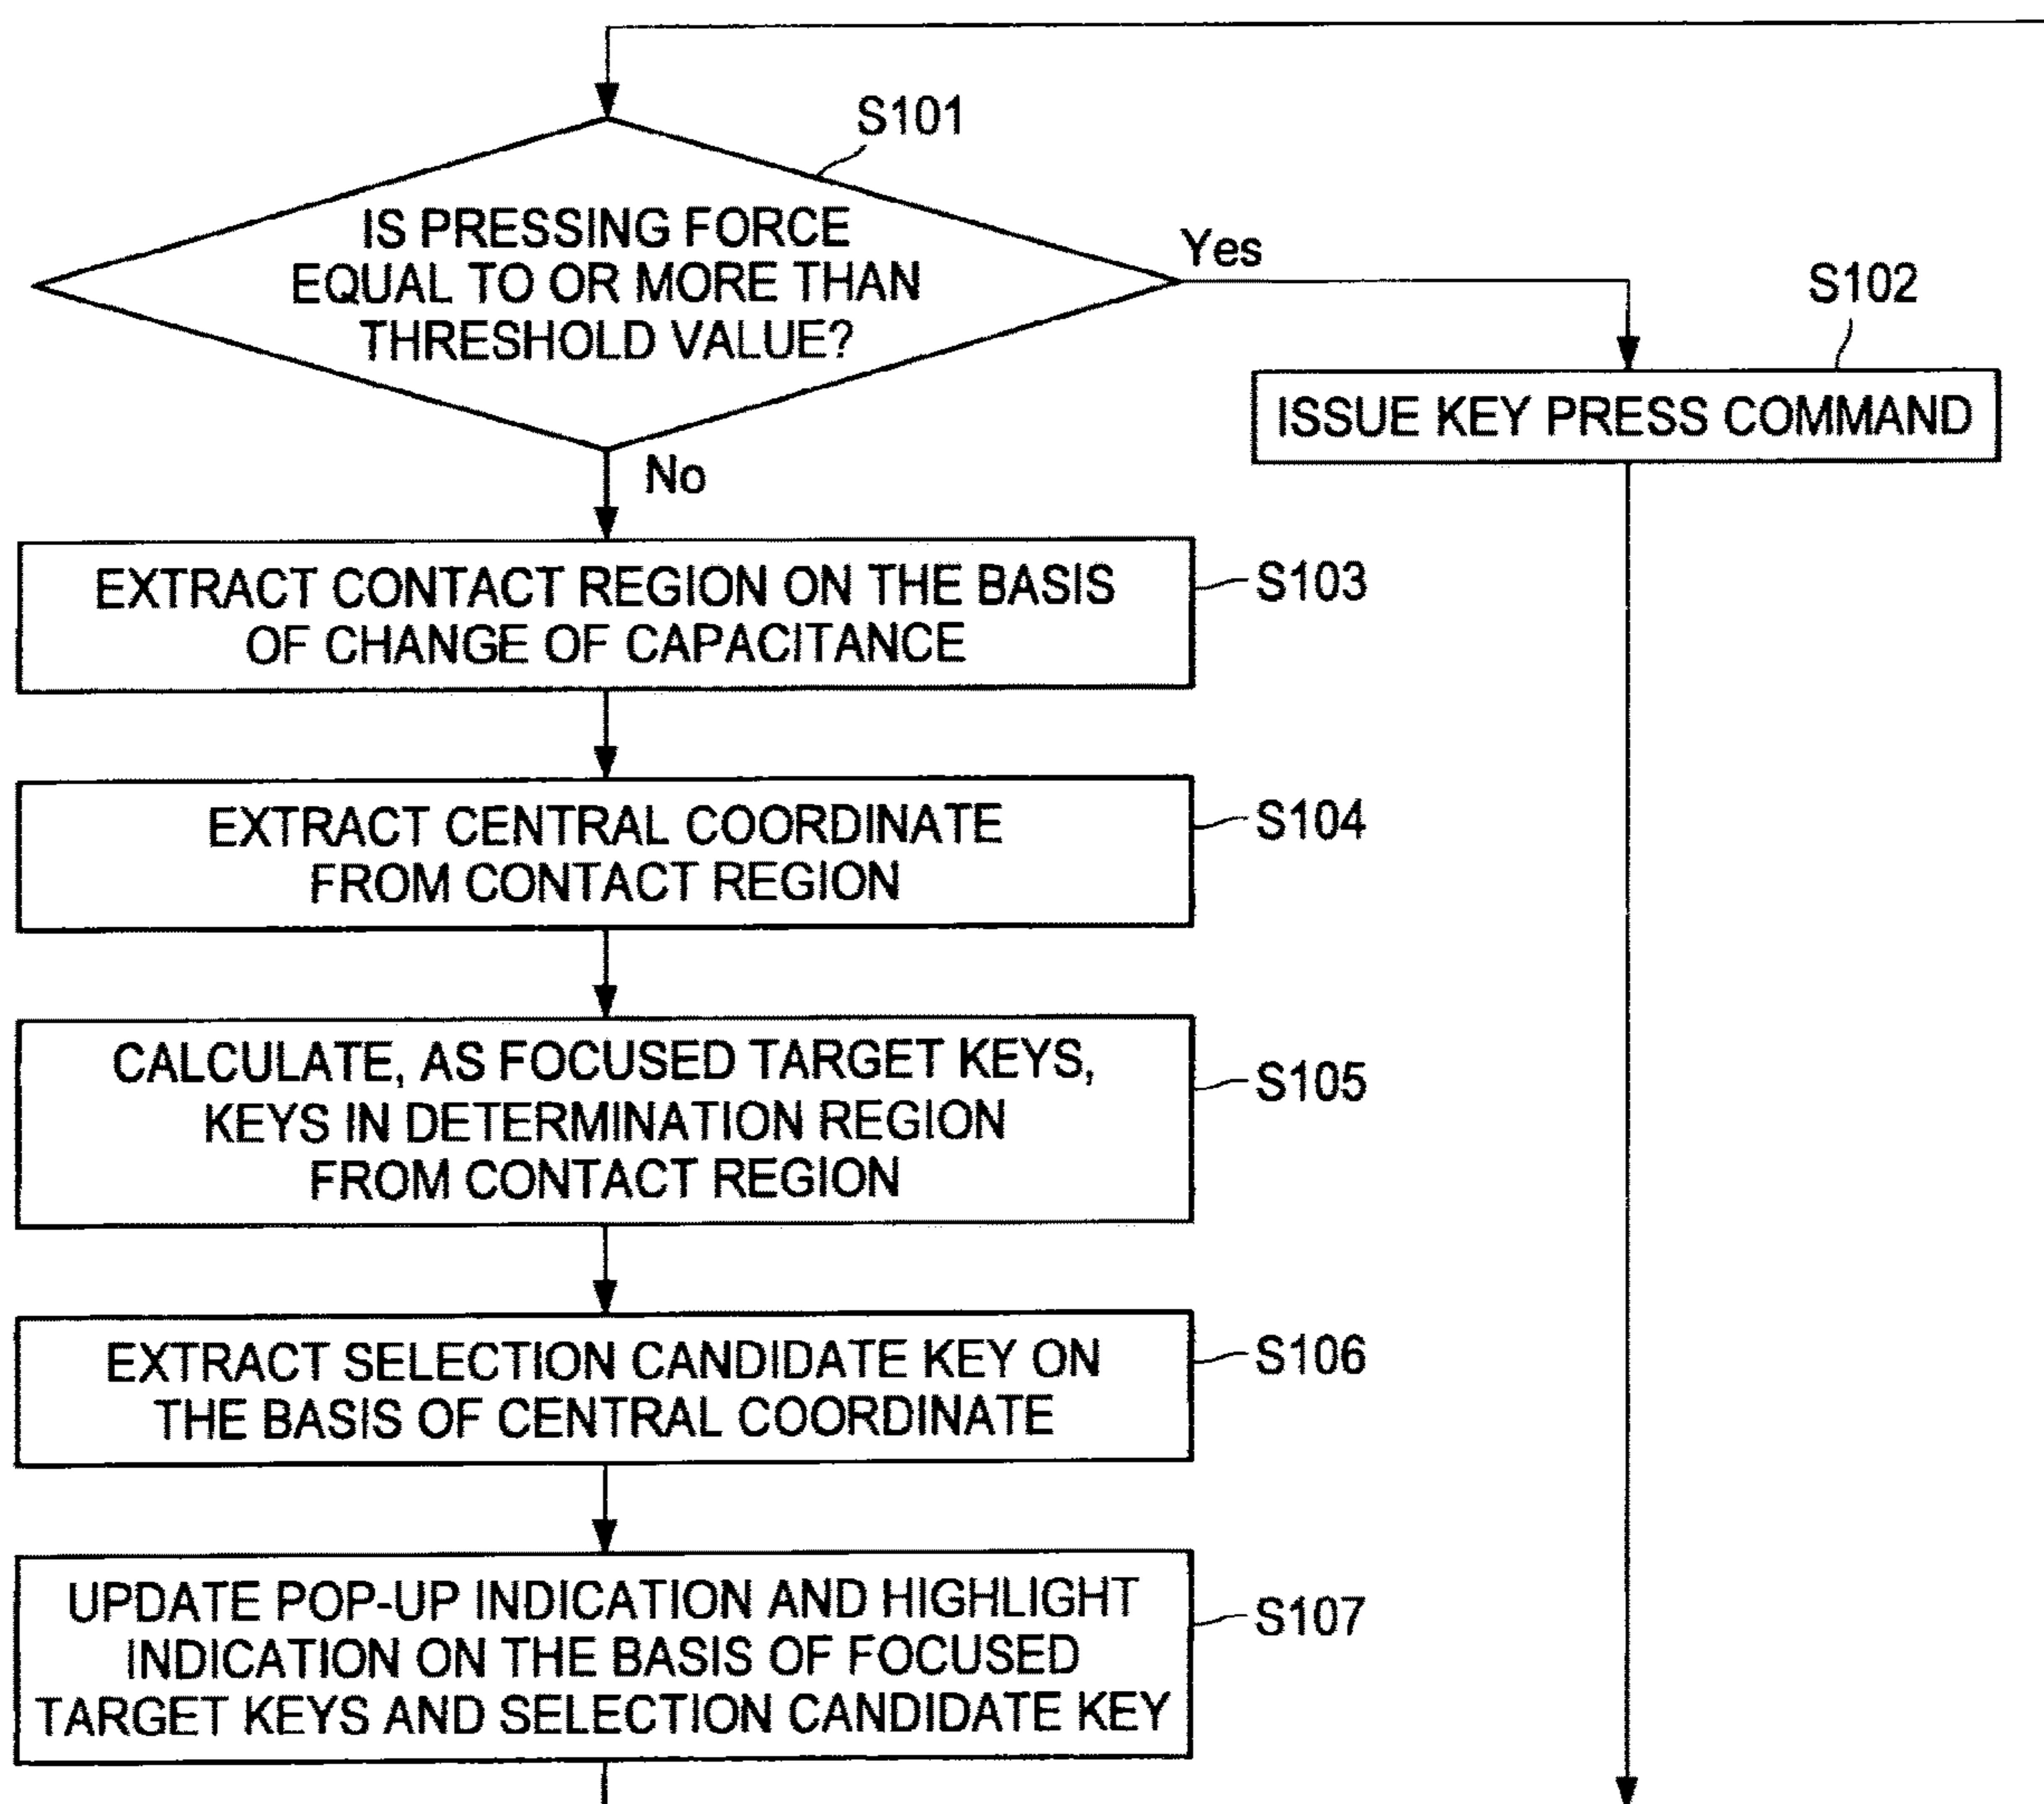 S101
IS PRESSING FORCE
EQUAL TO OR MORE THAN
THRESHOLD VALUE?
Yes
S102
ISSUE KEY PRESS COMMAND
No
EXTRACT CONTACT REGION ON THE BASIS
OF CHANGE OF CAPACITANCE
S103
EXTRACT CENTRAL COORDINATE
FROM CONTACT REGION
S104
CALCULATE, AS FOCUSED TARGET KEYS,
KEYS IN DETERMINATION REGION
FROM CONTACT REGION
S105
EXTRACT SELECTION CANDIDATE KEY ON
THE BASIS OF CENTRAL COORDINATE
S106
UPDATE POP-UP INDICATION AND HIGHLIGHT
INDICATION ON THE BASIS OF FOCUSED
TARGET KEYS AND SELECTION CANDIDATE KEY
S107